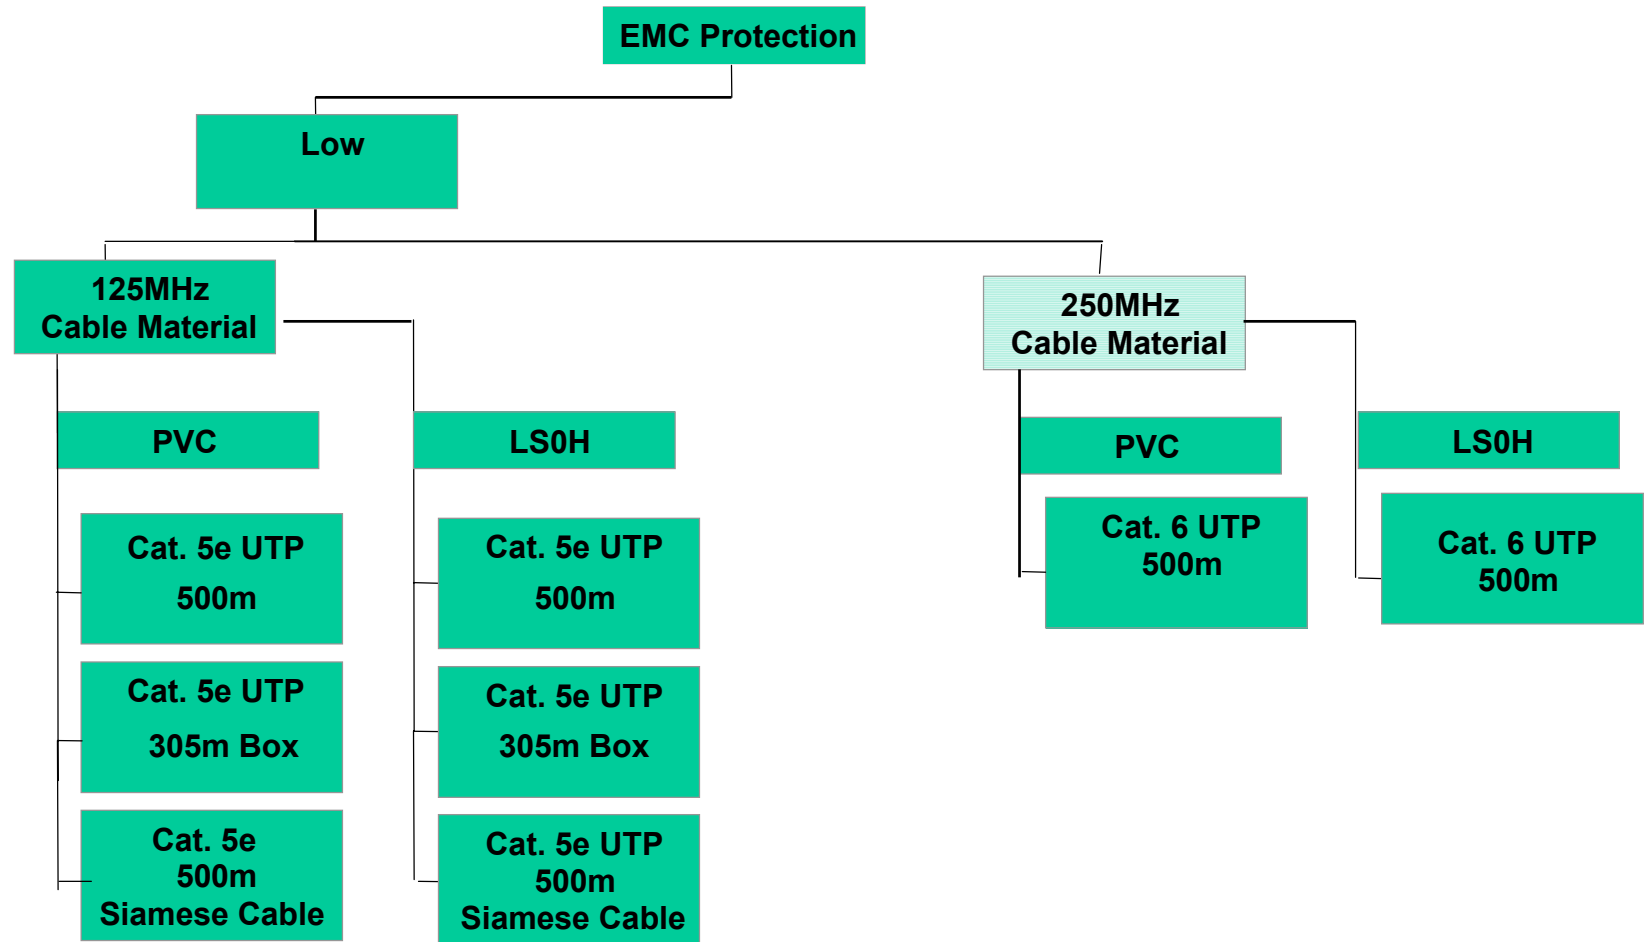 EMC Protection
Low
125MHz
Cable Material
250MHz
Cable Material
PVC
LS0H
PVC
LS0H
Cat. 5e UTP
500m
Cat. 5e UTP
305m Box
Cat. 5e
500m
Siamese Cable
Cat. 5e UTP
500m
Cat. 5e UTP
305m Box
Cat. 5e UTP
500m
Siamese Cable
Cat. 6 UTP
500m
Cat. 6 UTP
500m